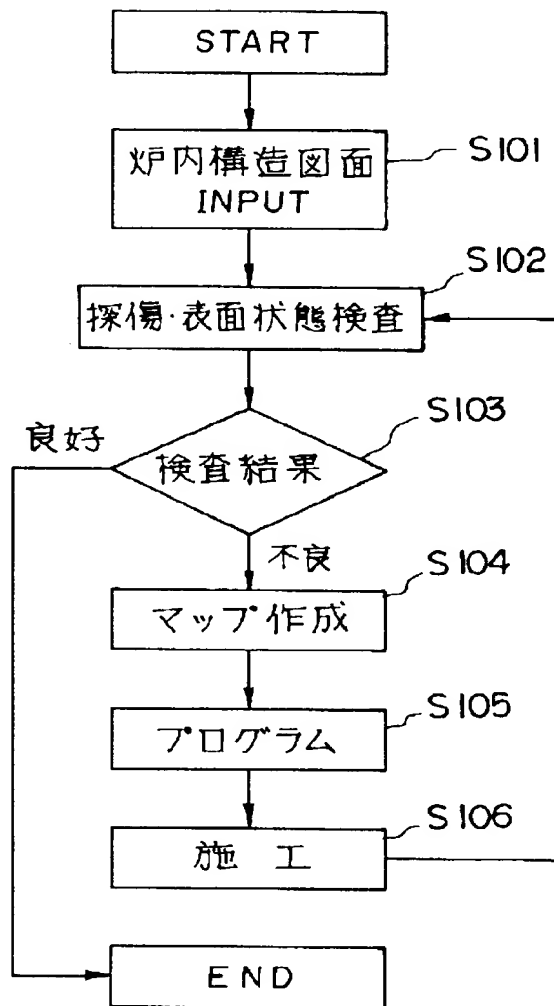 START
炉内構造図面
INPUT
S101
探傷·表面状態検査
S102
検査結果
S103
良好
不良
マップ作成
S104
プログラム
S105
施工
S106
END